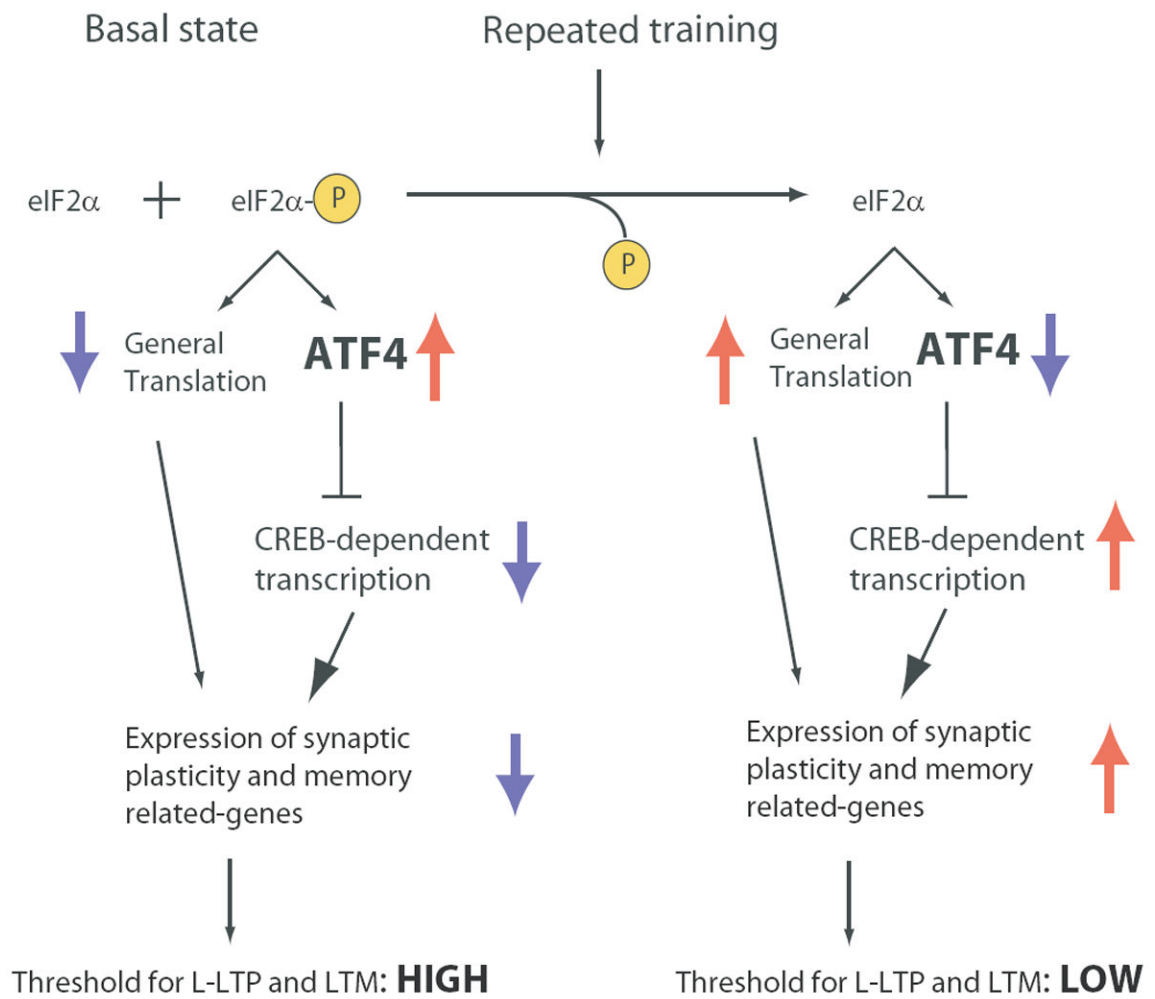 Basal state
Repeated training
eIF2α + eIF2α-P
eIF2α
P
General
Translation
ATF4
General
Translation
ATF4
CREB-dependent
transcription
CREB-dependent
transcription
Expression of synaptic
plasticity and memory
related-genes
Expression of synaptic
plasticity and memory
related-genes
Threshold for L-LTP and LTM: HIGH
Threshold for L-LTP and LTM: LOW